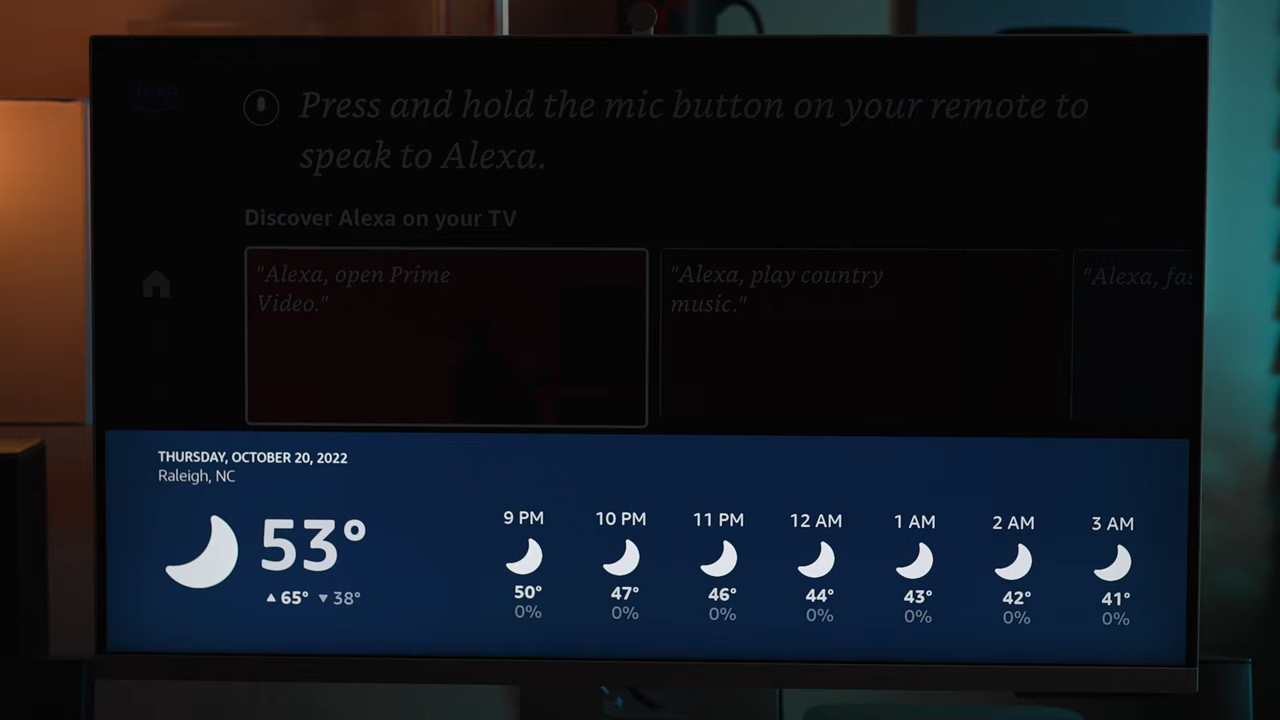 alexa
Press and hold the mic button on your remote to
speak to Alexa.
Discover Alexa on your TV
"Alexa, open Prime
Video."
"Alexa, play country
music."
"Alexa,
THURSDAY, OCTOBER 20, 2022
Raleigh, NC
53°
▲ 65° ▼ 38°
9 PM 10 PM 11 PM 12 AM 1 AM 2 AM 3 AM
50° 47° 46° 44° 43° 42° 41°
0% 0% 0% 0% 0% 0% 0%